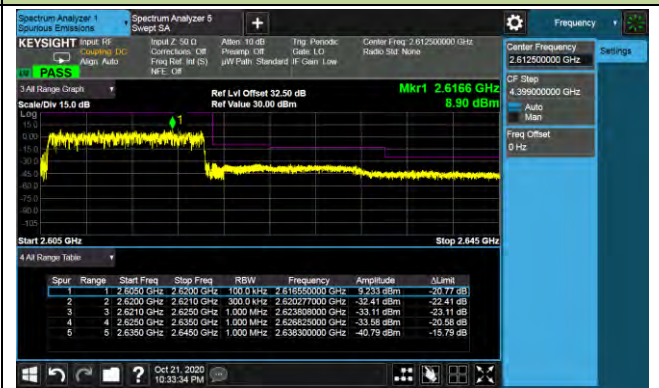 Spectrum Analyzer 1
Spurious Emissions
Spectrum Analyzer 5
Swept SA
Frequency
KEYSIGHT Input: RF
Coupling: DC
Align: Auto
Input Z: 50 Ω
Corrections: Off
Freq Ref: Int (S)
NFE: Off
Atten: 10 dB
Preamp: Off
µW Path: Standard
Trig: Periodic
Gate: LO
IF Gain: Low
Center Freq: 2.612500000 GHz
Radio Std: None
PASS
Center Frequency
2.612500000 GHz
Settings
CF Step
4.399000000 GHz
Auto
Man
Freq Offset
0 Hz
3 All Range Graph
Scale/Div 15.0 dB
Ref Lvl Offset 32.50 dB
Ref Value 30.00 dBm
Mkr1 2.6166 GHz
8.90 dBm
Log
15.0
0.00
-15.0
-30.0
-45.0
-60.0
-75.0
-90.0
-105
1
Start 2.605 GHz
Stop 2.645 GHz
4 All Range Table
Spur Range Start Freq Stop Freq RBW Frequency Amplitude ΔLimit
1 1 2.6050 GHz 2.6200 GHz 100.0 kHz 2.616550000 GHz 9.233 dBm -20.77 dB
2 2 2.6200 GHz 2.6210 GHz 300.0 kHz 2.620277000 GHz -32.41 dBm -22.41 dB
3 3 2.6210 GHz 2.6250 GHz 1.000 MHz 2.623808000 GHz -33.11 dBm -23.11 dB
4 4 2.6250 GHz 2.6350 GHz 1.000 MHz 2.626825000 GHz -33.58 dBm -20.58 dB
5 5 2.6350 GHz 2.6450 GHz 1.000 MHz 2.638300000 GHz -40.79 dBm -15.79 dB
Oct 21, 2020
10:33:34 PM